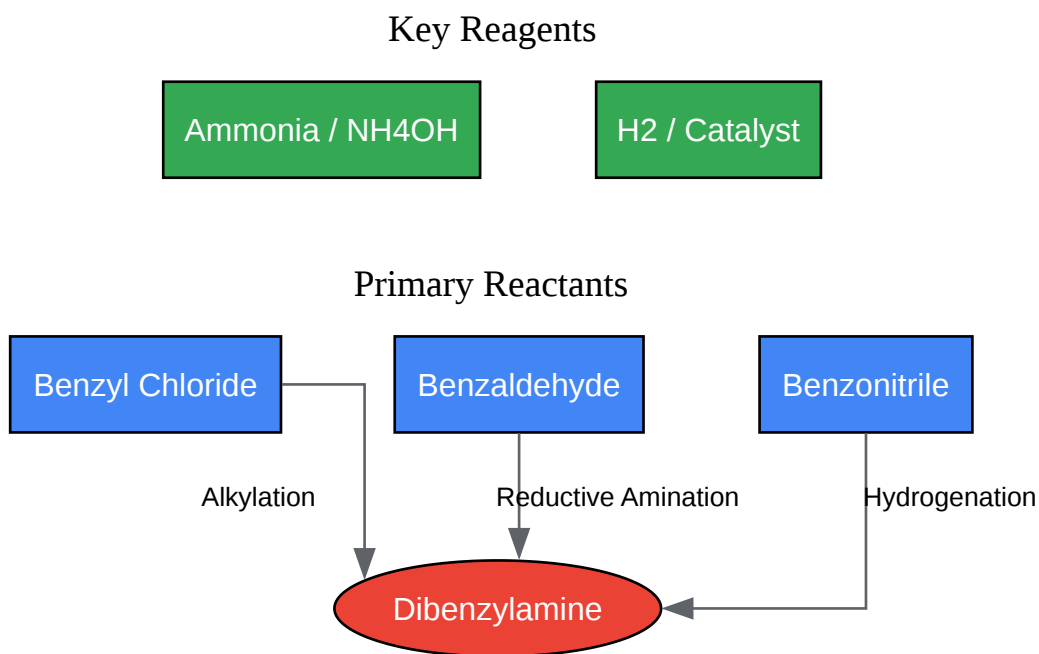 Key Reagents
Ammonia / NH4OH
H2 / Catalyst
Primary Reactants
Benzyl Chloride
Benzaldehyde
Benzonitrile
Alkylation
Reductive Amination
Hydrogenation
Dibenzylamine